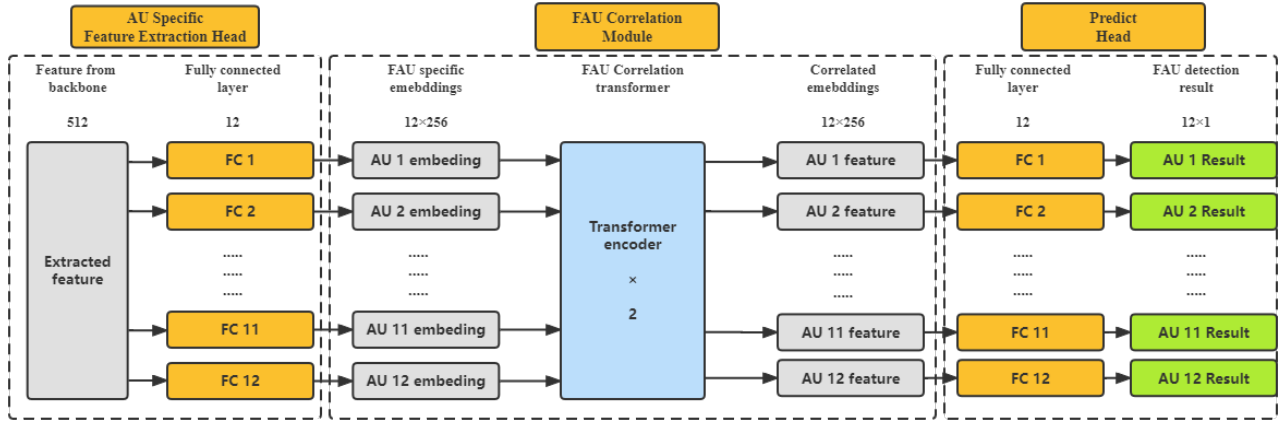 AU Specific
Feature Extraction Head
FAU Correlation
Module
Predict
Head
Feature from
backbone
Fully connected
layer
FAU specific
emebddings
FAU Correlation
transformer
Correlated
emebddings
Fully connected
layer
FAU detection
result
512
12
12×256
12×256
12
12×1
Extracted
feature
FC 1
FC 2
.....
.....
.....
FC 11
FC 12
AU 1 embeding
AU 2 embeding
.....
.....
.....
AU 11 embeding
AU 12 embeding
Transformer
encoder
×
2
AU 1 feature
AU 2 feature
.....
.....
.....
AU 11 feature
AU 12 feature
FC 1
FC 2
.....
.....
.....
FC 11
FC 12
AU 1 Result
AU 2 Result
.....
.....
.....
AU 11 Result
AU 12 Result